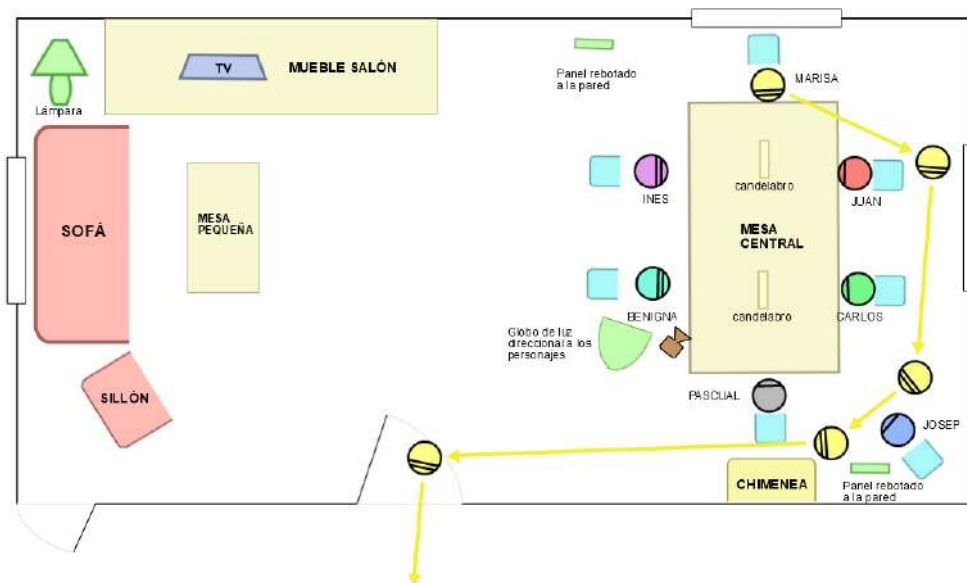 TV
MUEBLE SALÓN
Lámpara
Panel rebotado
a la pared
MARISA
SOFÁ
MESA
PEQUEÑA
INES
candelabro
JUAN
MESA
CENTRAL
BENIGNA
candelabro
CARLOS
Globo de luz
direccional a los
personajes
SILLÓN
PASCUAL
JOSEP
CHIMENEA
Panel rebotado
a la pared